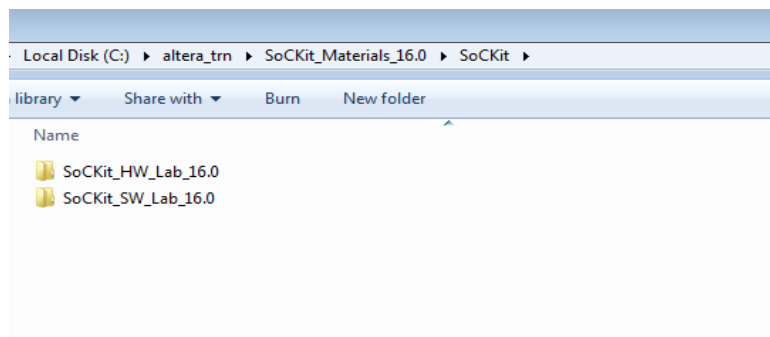 Local Disk (C:) ▸ altera_trn ▸ SoCKit_Materials_16.0 ▸ SoCKit ▸
library ▾ Share with ▾ Burn New folder
Name
SoCKit_HW_Lab_16.0
SoCKit_SW_Lab_16.0